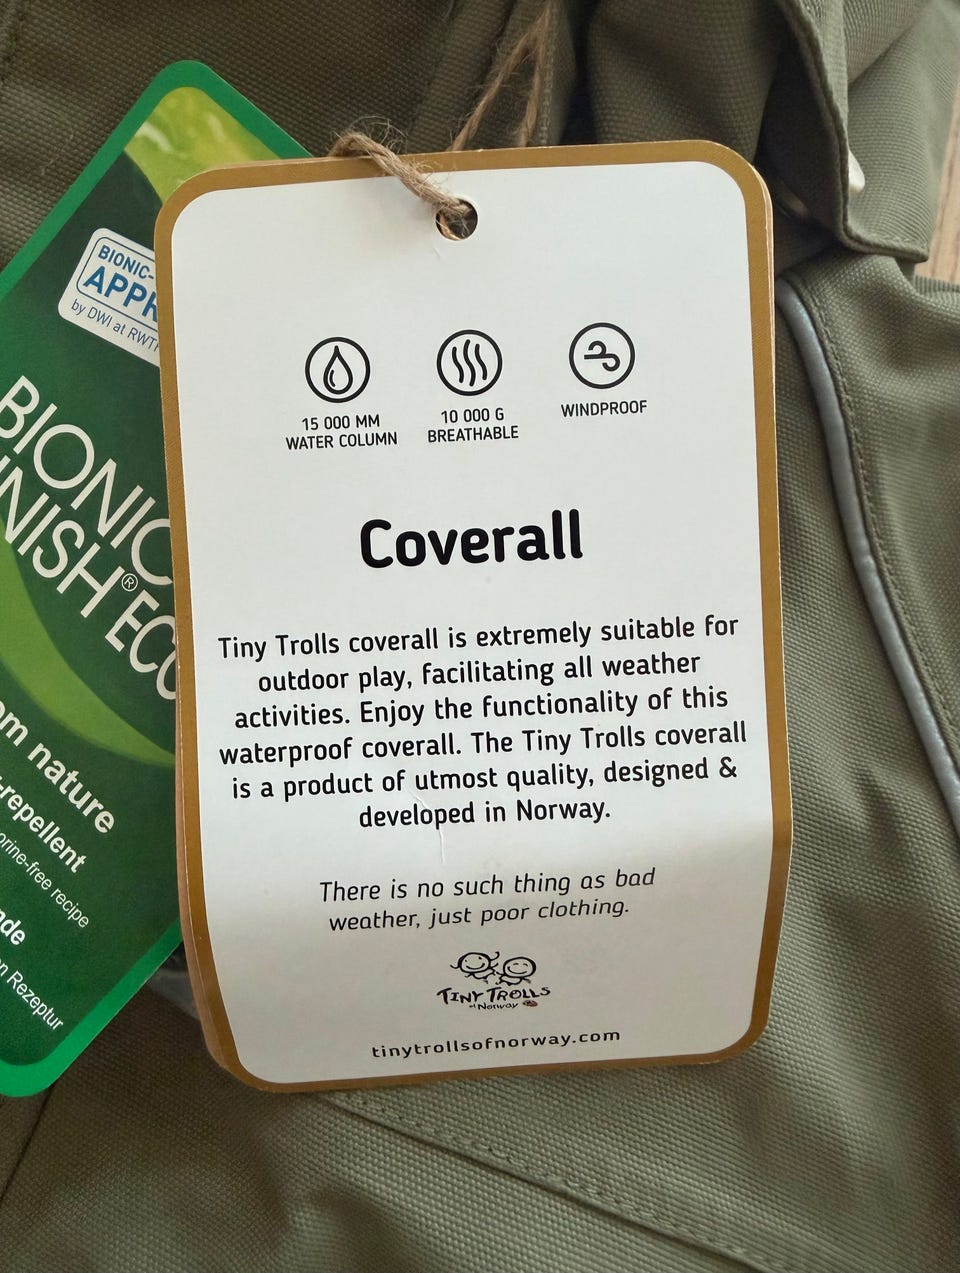 BIONIC-
APPR
by DWI at RWTH
BIONIC
INISH® ECO
om nature
-repellent
orine-free recipe
nde
n Rezeptur
15 000 MM
WATER COLUMN
10 000 G
BREATHABLE
WINDPROOF
Coverall
Tiny Trolls coverall is extremely suitable for
outdoor play, facilitating all weather
activities. Enjoy the functionality of this
waterproof coverall. The Tiny Trolls coverall
is a product of utmost quality, designed &
developed in Norway.
There is no such thing as bad
weather, just poor clothing.
TINY TROLLS
of Norway
tinytrollsofnorway.com